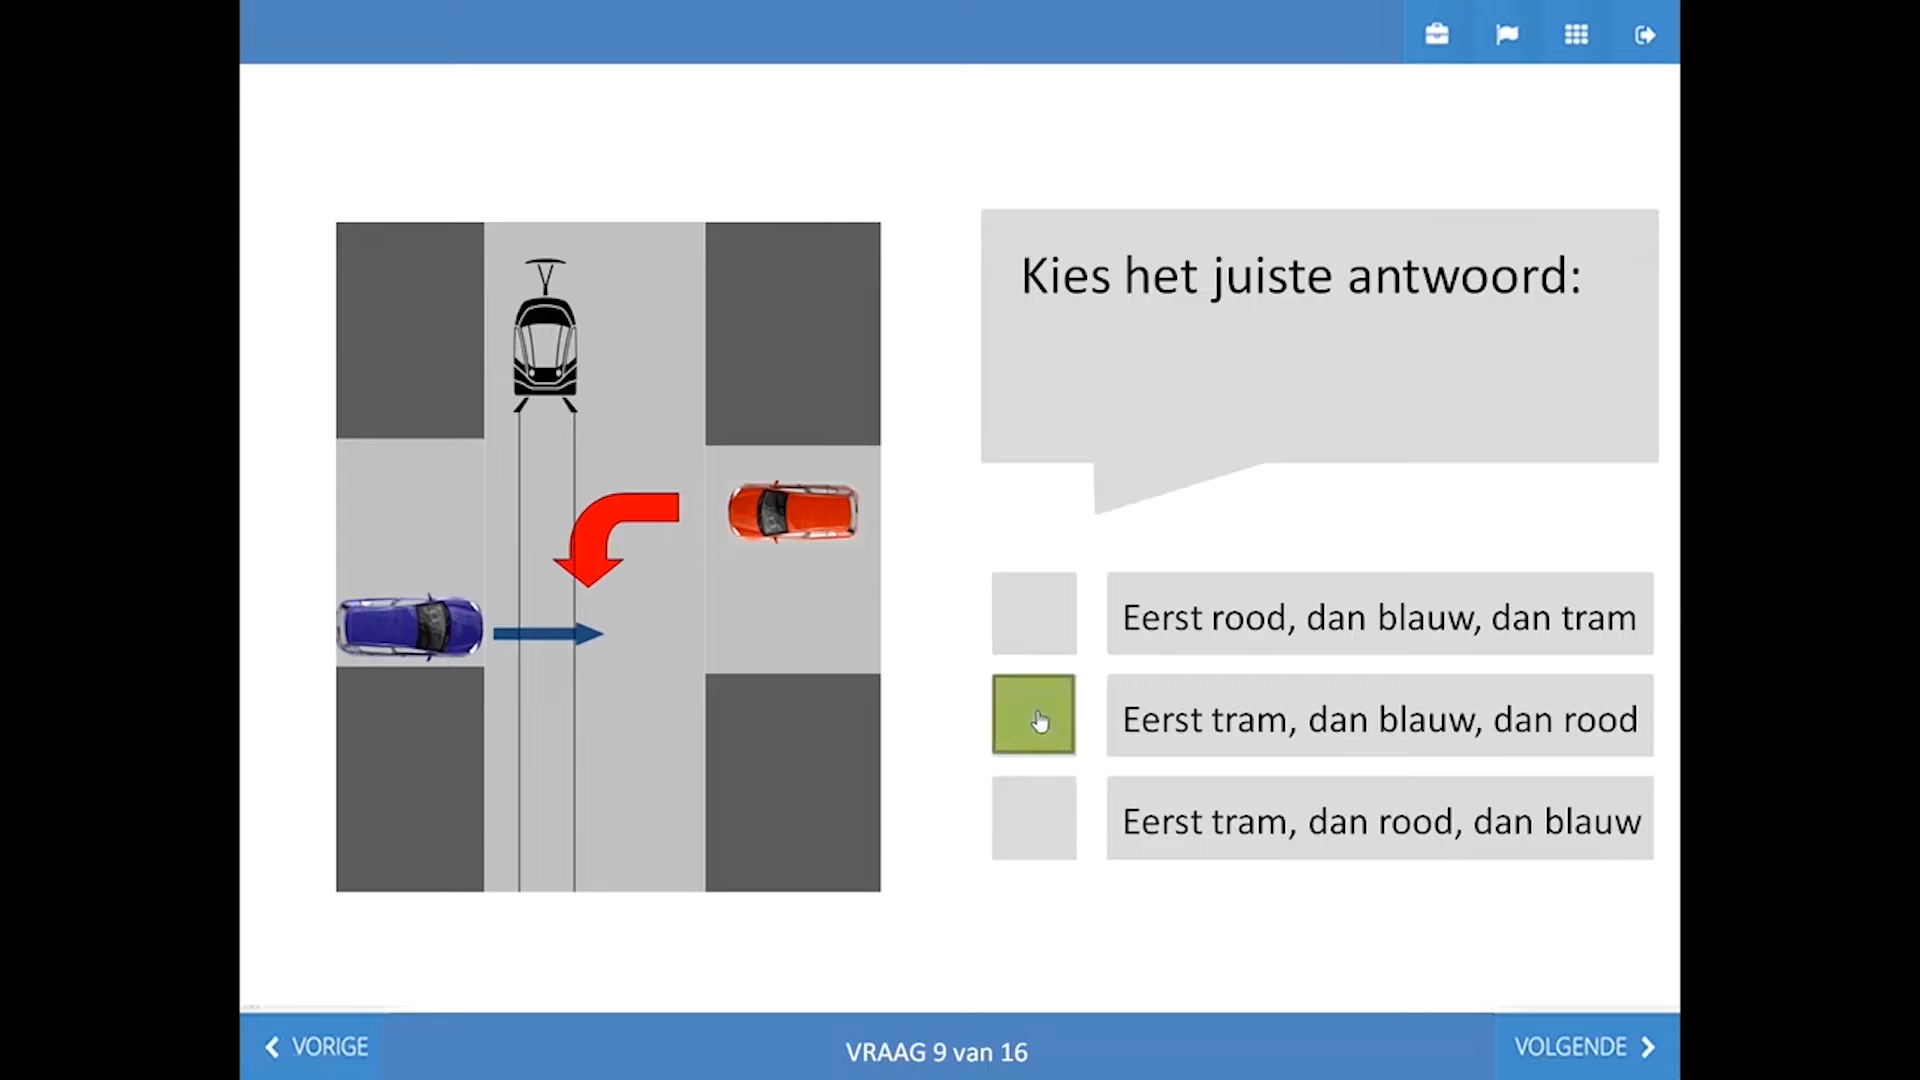 Kies het juiste antwoord:
Eerst rood, dan blauw, dan tram
Eerst tram, dan blauw, dan rood
Eerst tram, dan rood, dan blauw
VORIGE
VRAAG 9 van 16
VOLGENDE